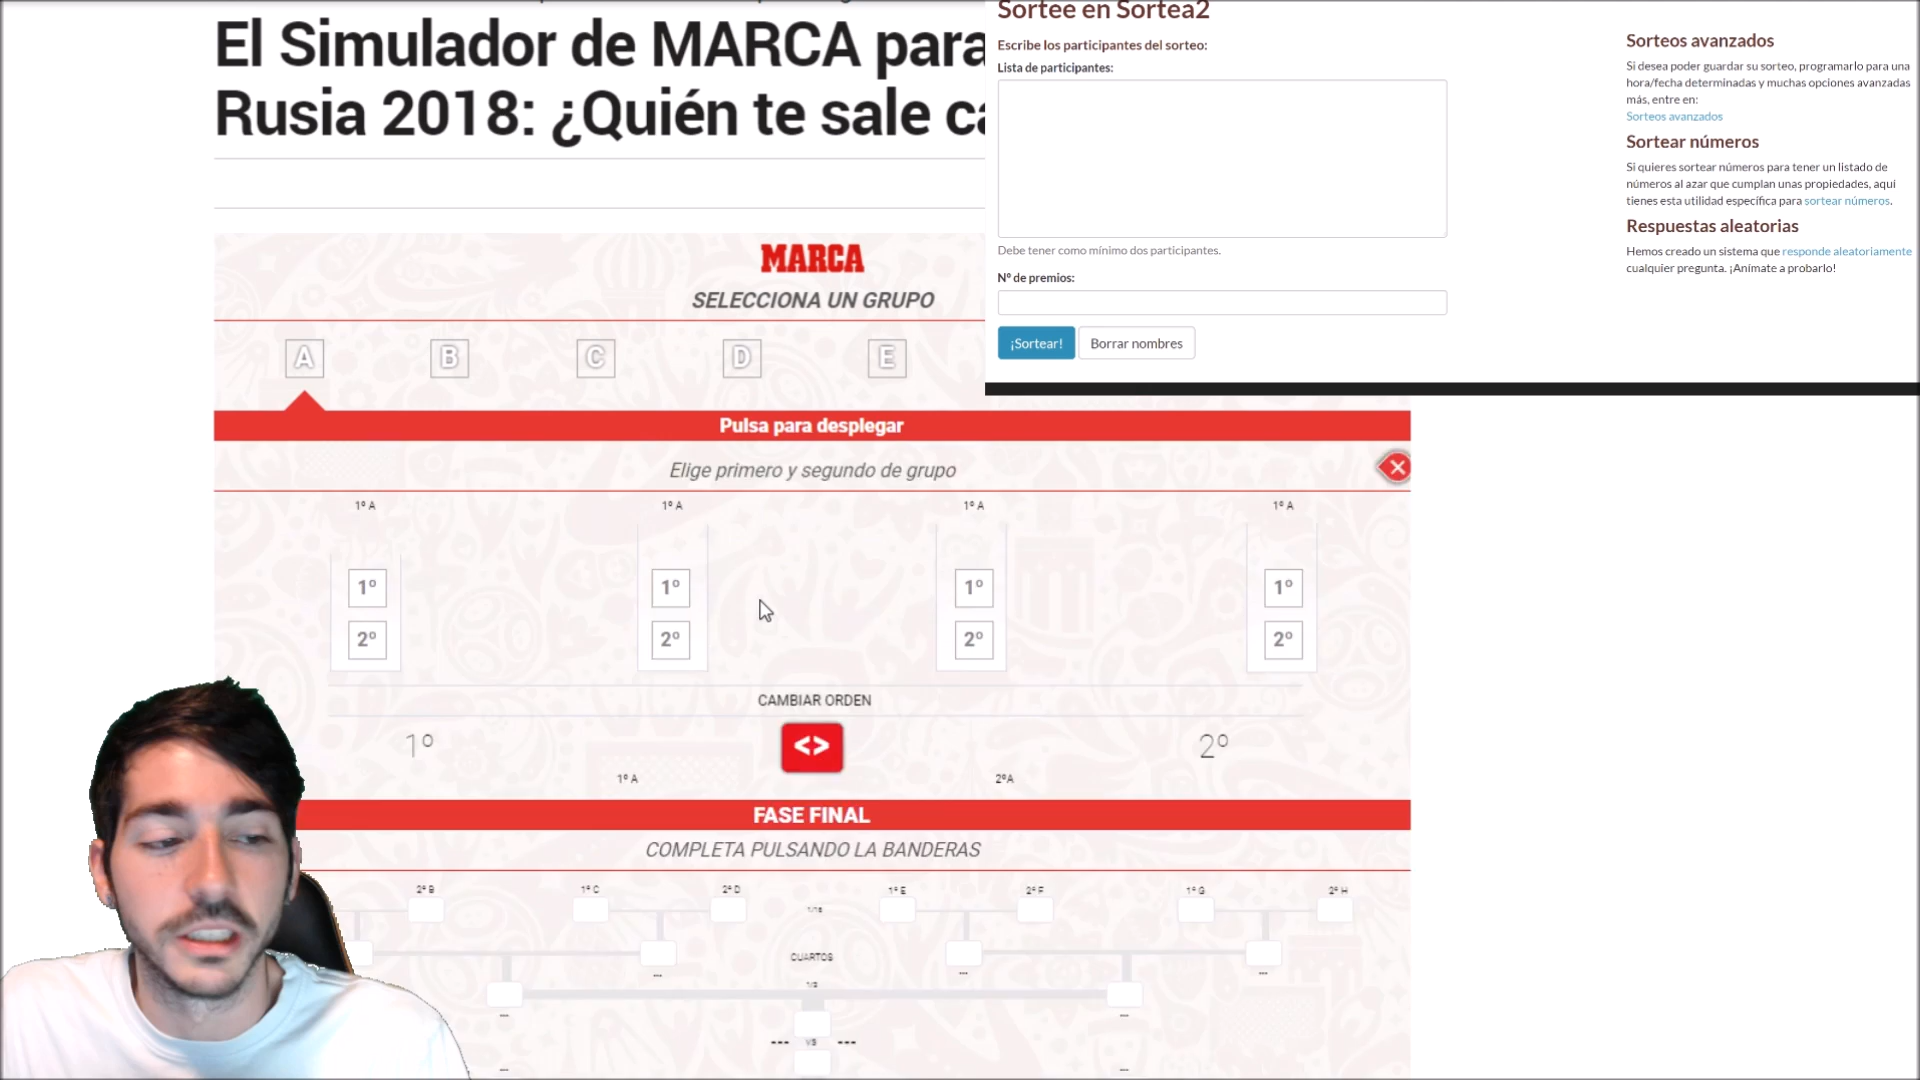 El Simulador de MARCA para
Rusia 2018: ¿Quién te sale
MARCA
SELECCIONA UN GRUPO
A B C D E
Pulsa para desplegar
Elige primero y segundo de grupo
1º A 1º A 1º A 1º A
1º 1º 1º 1º
2º 2º 2º 2º
CAMBIAR ORDEN
1º <> 2º
1º A 2ºA
FASE FINAL
COMPLETA PULSANDO LA BANDERAS
2º B 1º C 2º D 1º E 2º F 1º G 2º H
1/16
CUARTOS
1/2
--- VS ---
Sortee en Sortea2
Escribe los participantes del sorteo:
Lista de participantes:
Debe tener como mínimo dos participantes.
Nº de premios:
¡Sortear! Borrar nombres
Sorteos avanzados
Si desea poder guardar su sorteo, programarlo para una
hora/fecha determinadas y muchas opciones avanzadas
más, entre en:
Sorteos avanzados
Sortear números
Si quieres sortear números para tener un listado de
números al azar que cumplan unas propiedades, aquí
tienes esta utilidad específica para sortear números.
Respuestas aleatorias
Hemos creado un sistema que responde aleatoriamente
cualquier pregunta. ¡Anímate a probarlo!